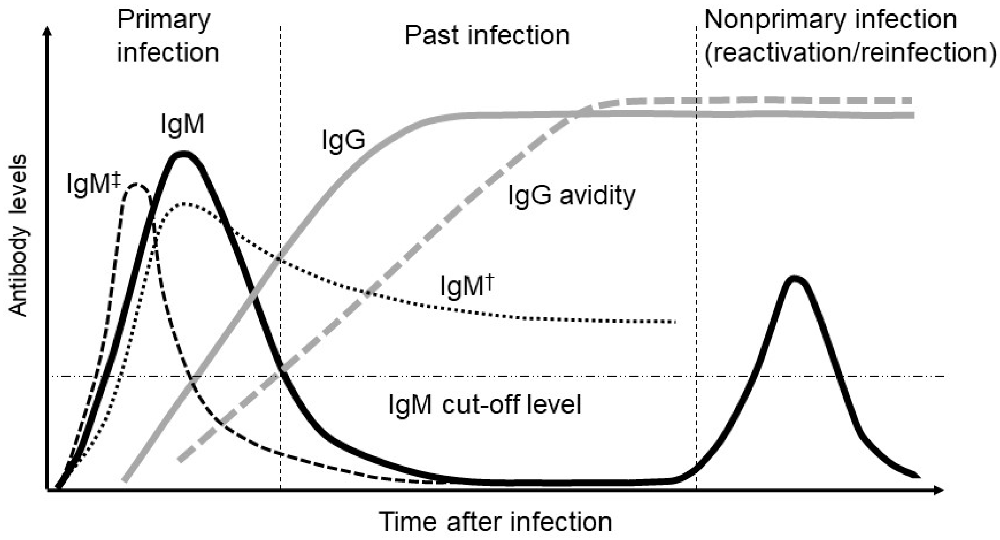 Primary
infection
Past infection
Nonprimary infection
(reactivation/reinfection)
IgM
IgG
IgM‡
IgG avidity
IgM†
IgM cut-off level
Antibody levels
Time after infection